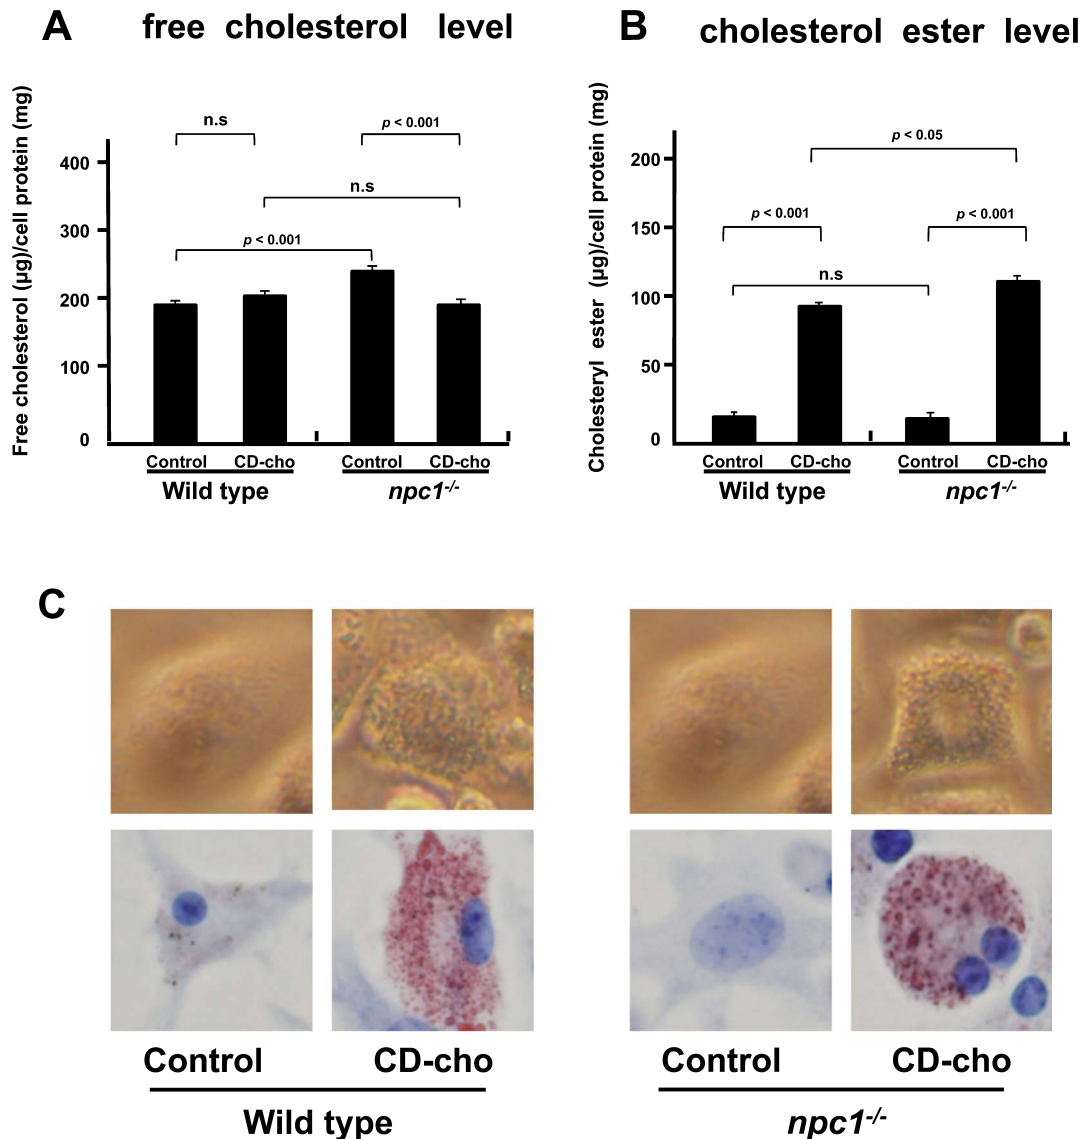 A free cholesterol level
Free cholesterol (μg)/cell protein (mg)
400
300
200
100
0
n.s
p < 0.001
n.s
p < 0.001
Control CD-cho Control CD-cho
Wild type npc1-/-
B cholesterol ester level
Cholesteryl ester (μg)/cell protein (mg)
200
150
100
50
0
p < 0.05
p < 0.001 p < 0.001
n.s
Control CD-cho Control CD-cho
Wild type npc1-/-
C
Control CD-cho Control CD-cho
Wild type npc1-/-